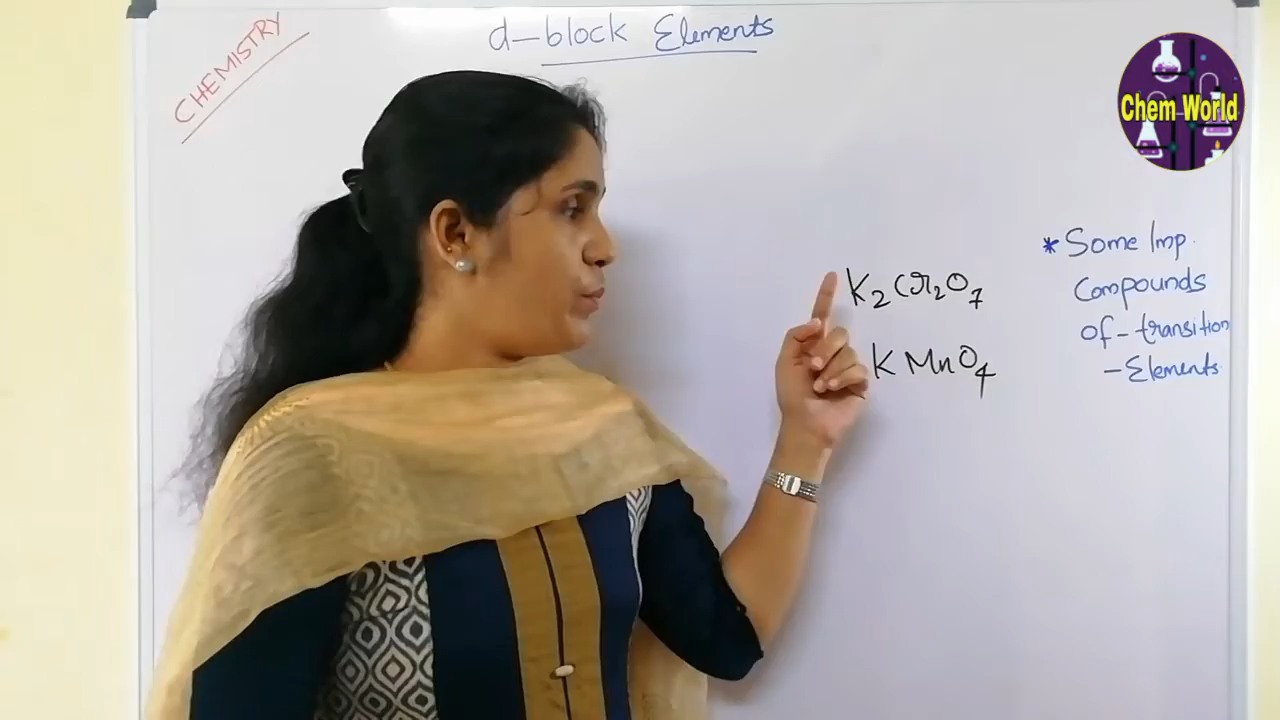 CHEMISTRY
d-block Elements
Chem World
K2Cr2O7
KMnO4
* Some Imp.
Compounds
of-transition
-Elements